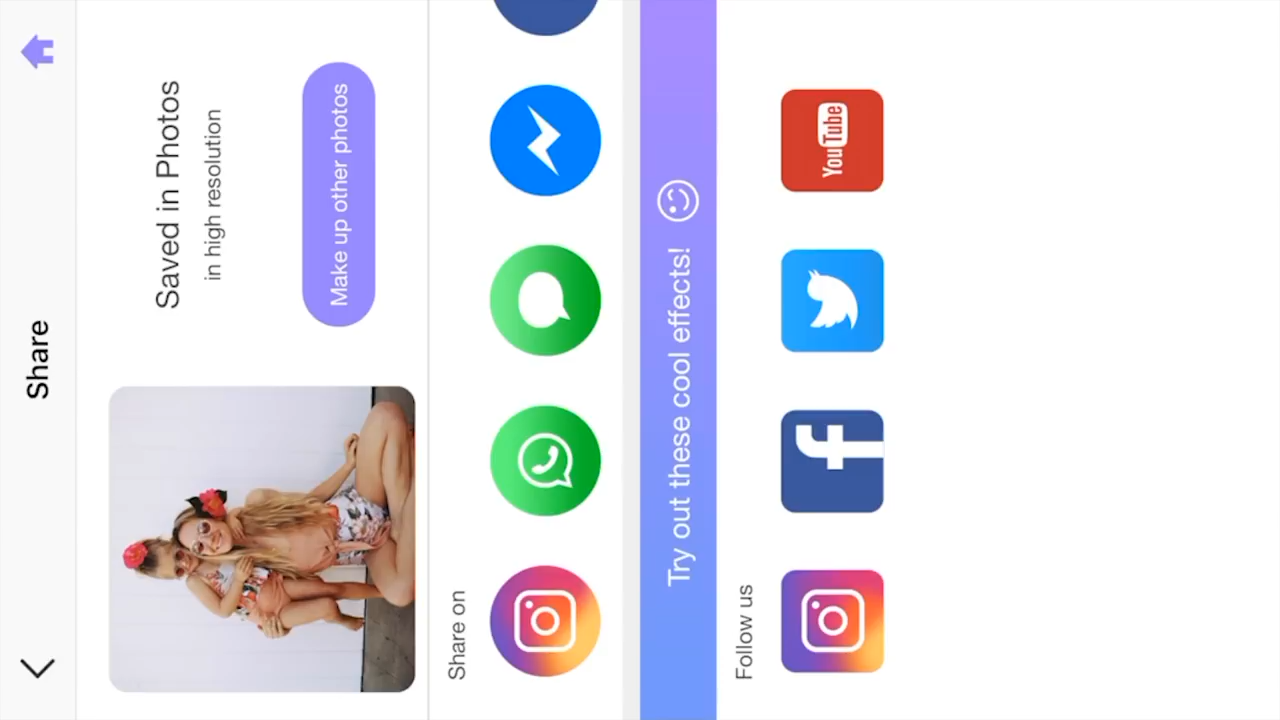 Share
Saved in Photos
in high resolution
Make up other photos
Share on
Try out these cool effects!
Follow us
YouTube